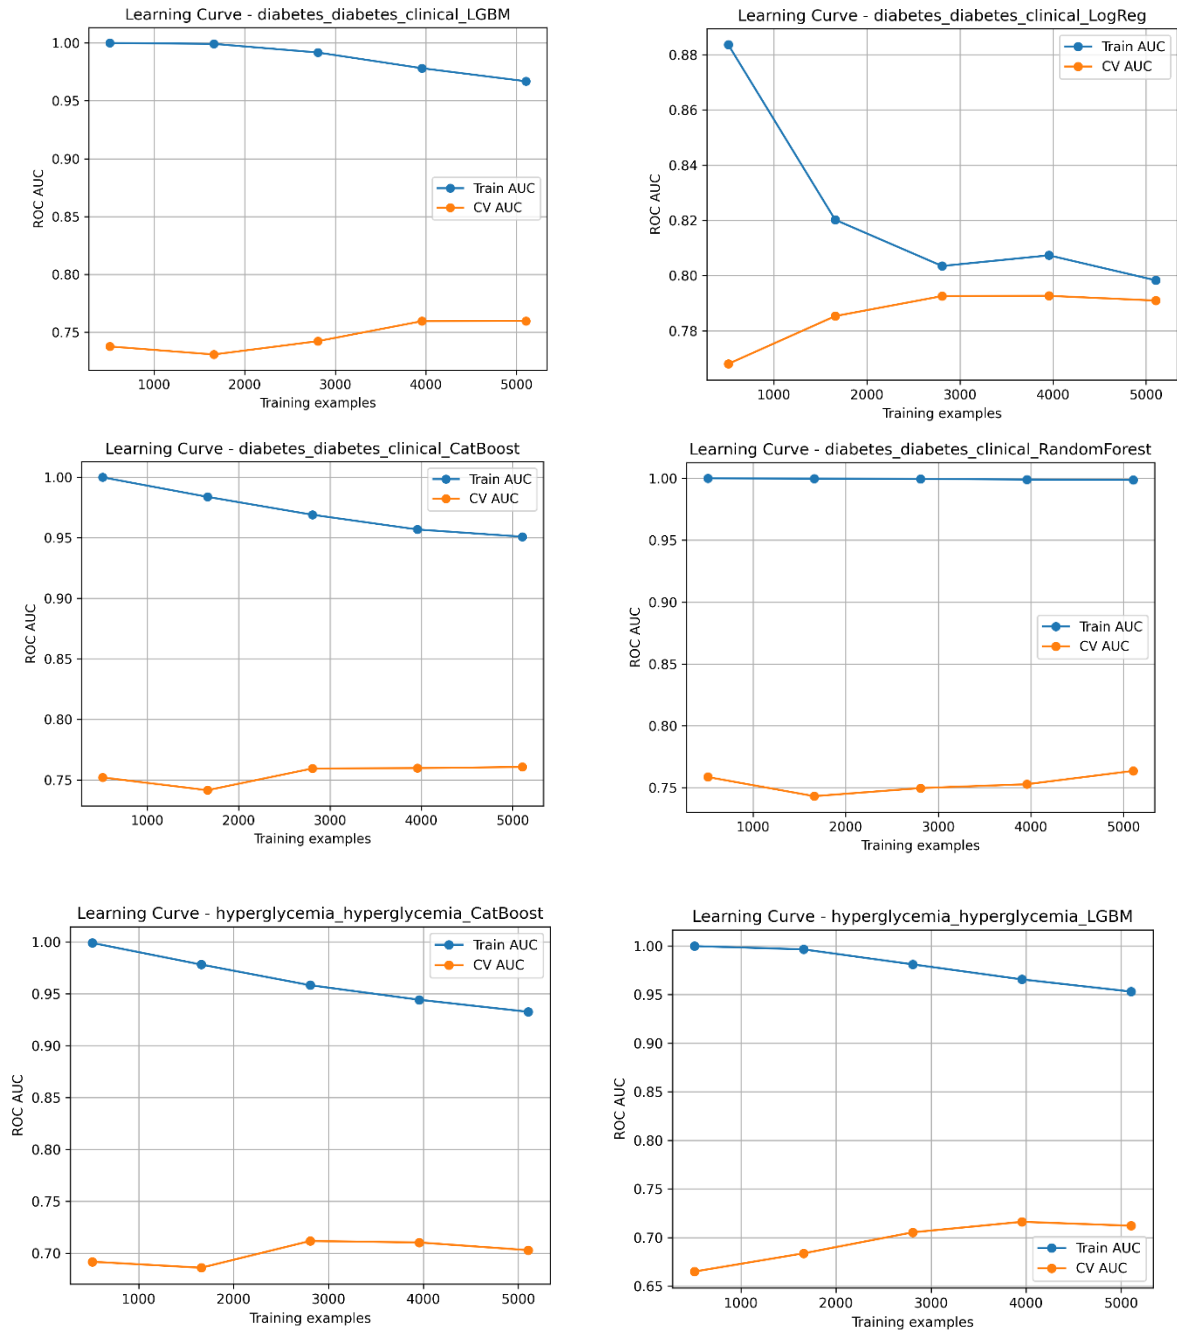 Learning Curve - diabetes_diabetes_clinical_LGBM
1.00
0.95
0.90
0.85
0.80
0.75
ROC AUC
Train AUC
CV AUC
1000 2000 3000 4000 5000
Training examples
Learning Curve - diabetes_diabetes_clinical_LogReg
0.88
0.86
0.84
0.82
0.80
0.78
ROC AUC
Train AUC
CV AUC
1000 2000 3000 4000 5000
Training examples
Learning Curve - diabetes_diabetes_clinical_CatBoost
1.00
0.95
0.90
0.85
0.80
0.75
ROC AUC
Train AUC
CV AUC
1000 2000 3000 4000 5000
Training examples
Learning Curve - diabetes_diabetes_clinical_RandomForest
1.00
0.95
0.90
0.85
0.80
0.75
ROC AUC
Train AUC
CV AUC
1000 2000 3000 4000 5000
Training examples
Learning Curve - hyperglycemia_hyperglycemia_CatBoost
1.00
0.95
0.90
0.85
0.80
0.75
0.70
ROC AUC
Train AUC
CV AUC
1000 2000 3000 4000 5000
Training examples
Learning Curve - hyperglycemia_hyperglycemia_LGBM
1.00
0.95
0.90
0.85
0.80
0.75
0.70
0.65
ROC AUC
Train AUC
CV AUC
1000 2000 3000 4000 5000
Training examples